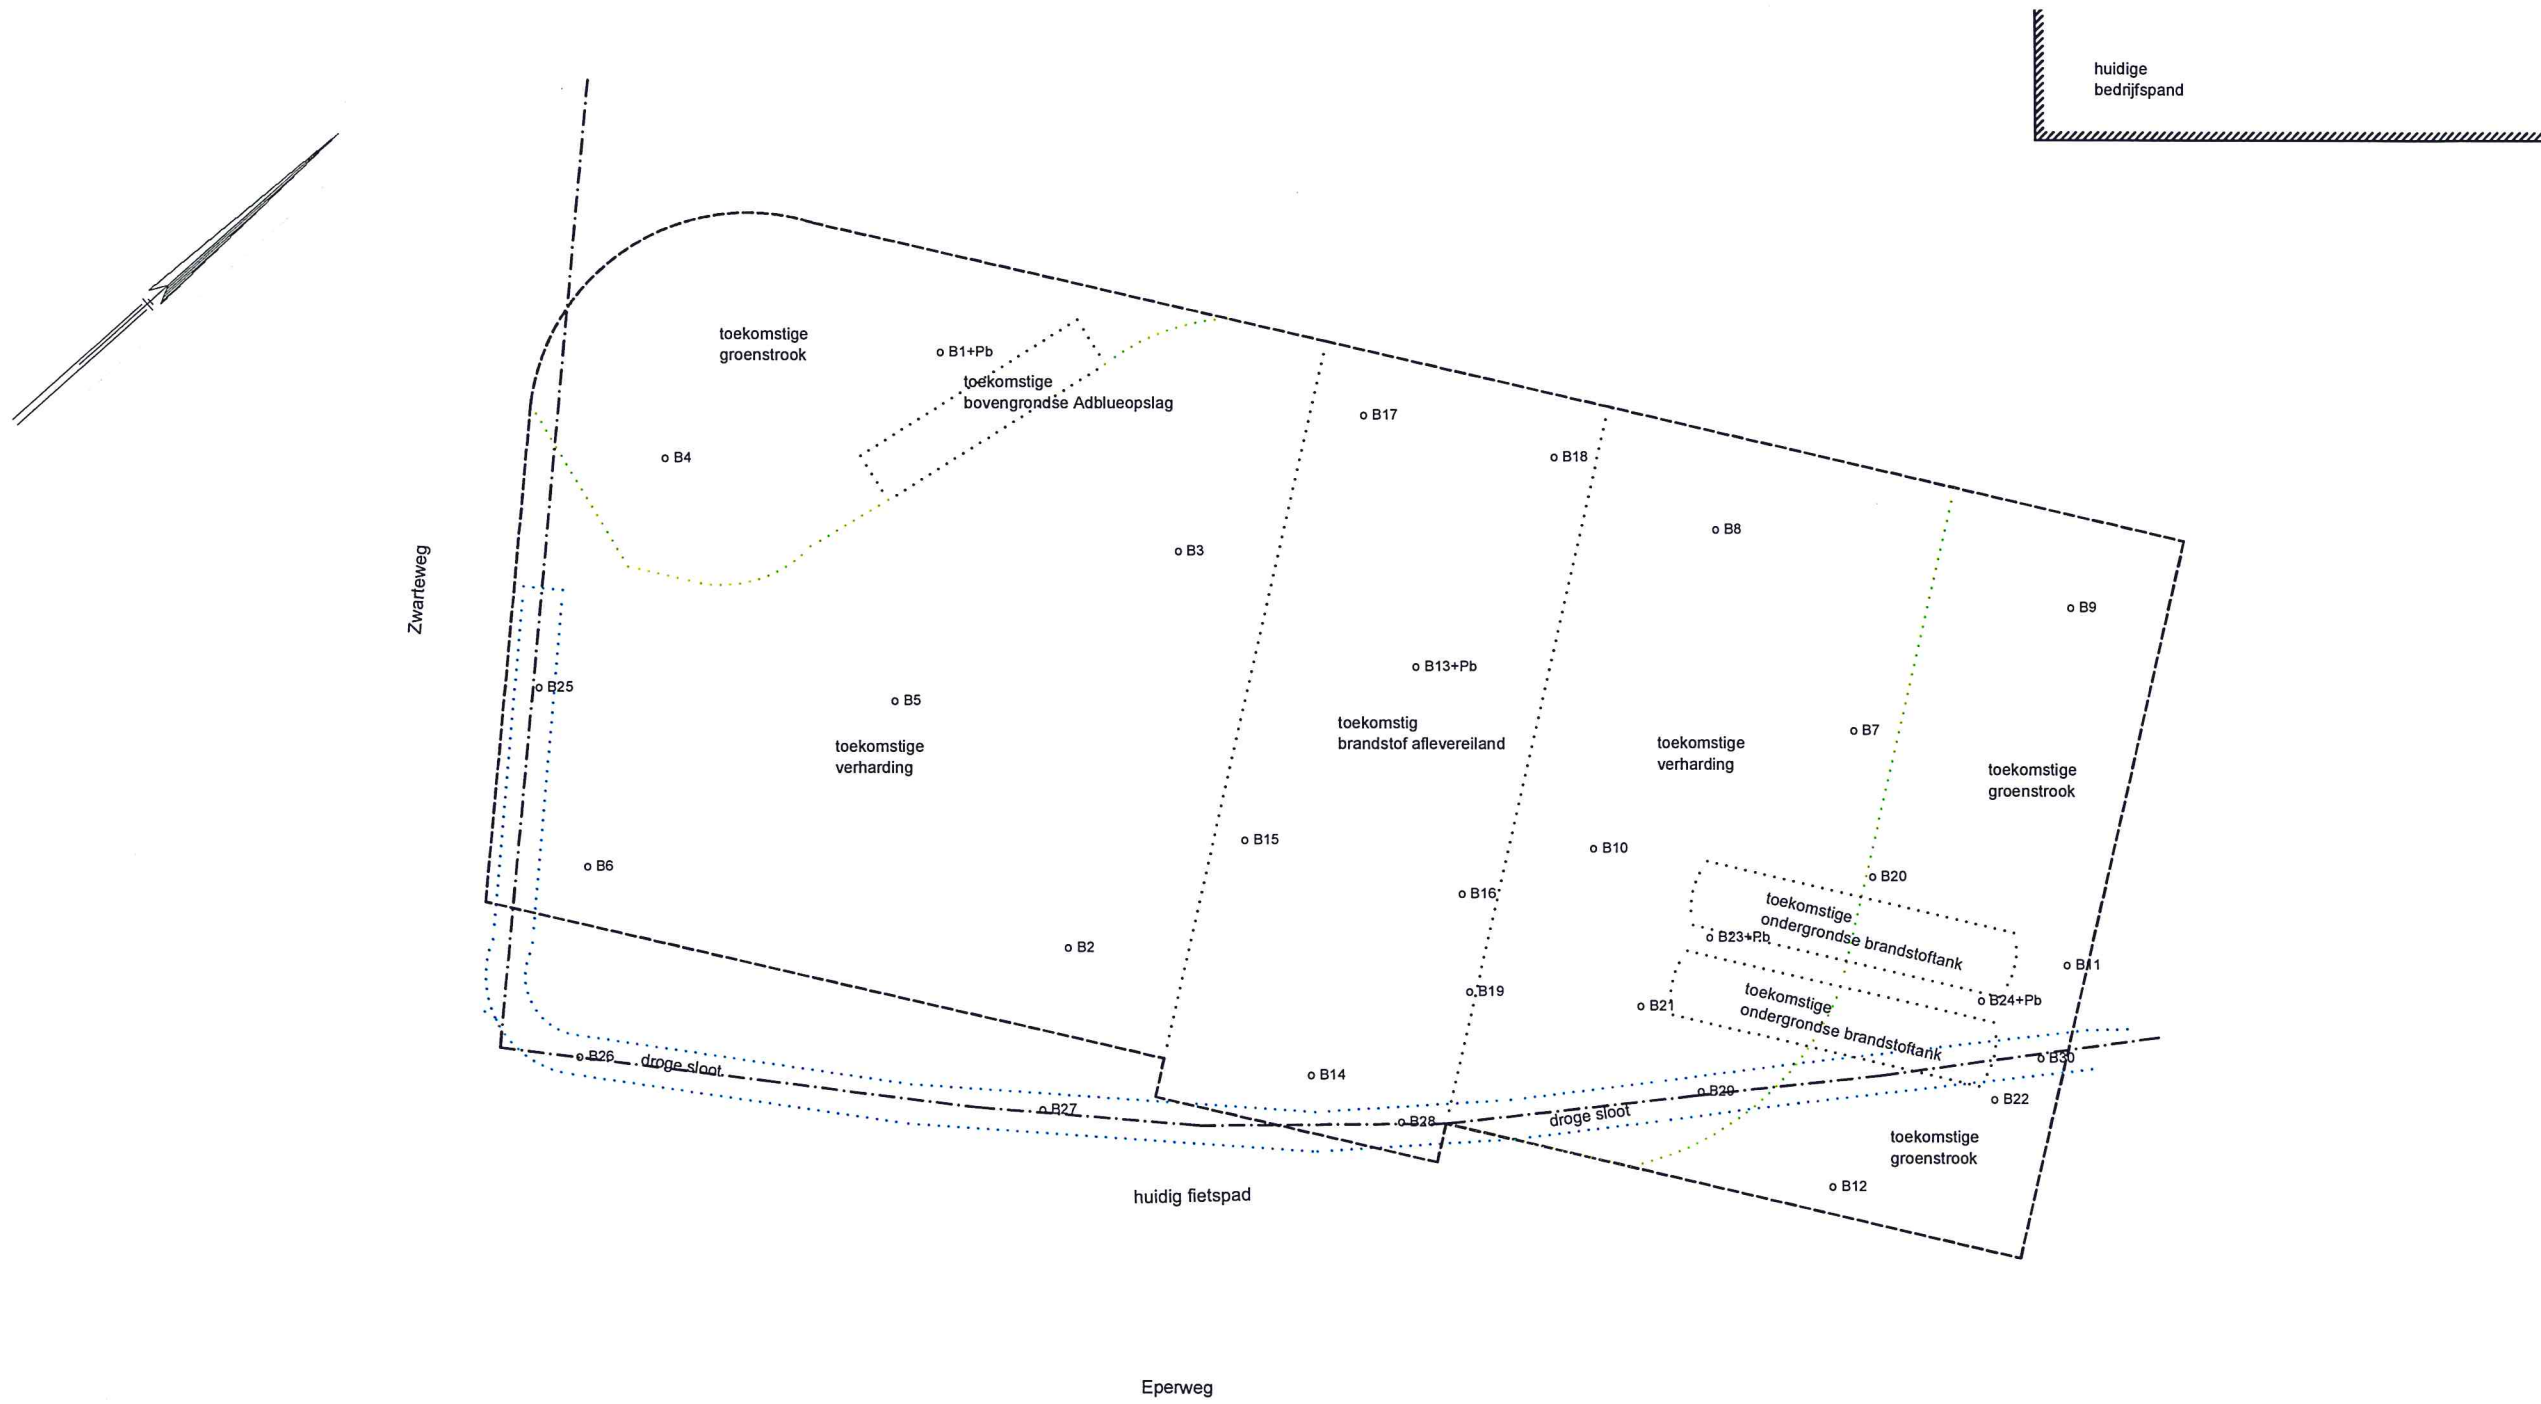 huidige
bedrijfspand
toekomstige
groenstrook
B1+Pb
toekomstige
bovengrondse Adblueopslag
B17
B4
B18
B8
B3
Zwarteweg
B9
B13+Pb
B25
B5
toekomstig
brandstof aflevereiland
B7
toekomstige
verharding
toekomstige
verharding
toekomstige
groenstrook
B15
B10
B6
B16
B20
toekomstige
ondergrondse brandstoftank
B23+Pb
B2
B11
B19
B24+Pb
B21
toekomstige
ondergrondse brandstoftank
B26
droge sloot
B30
B14
B29
B22
B27
droge sloot
B28
toekomstige
groenstrook
B12
huidig fietspad
Eperweg